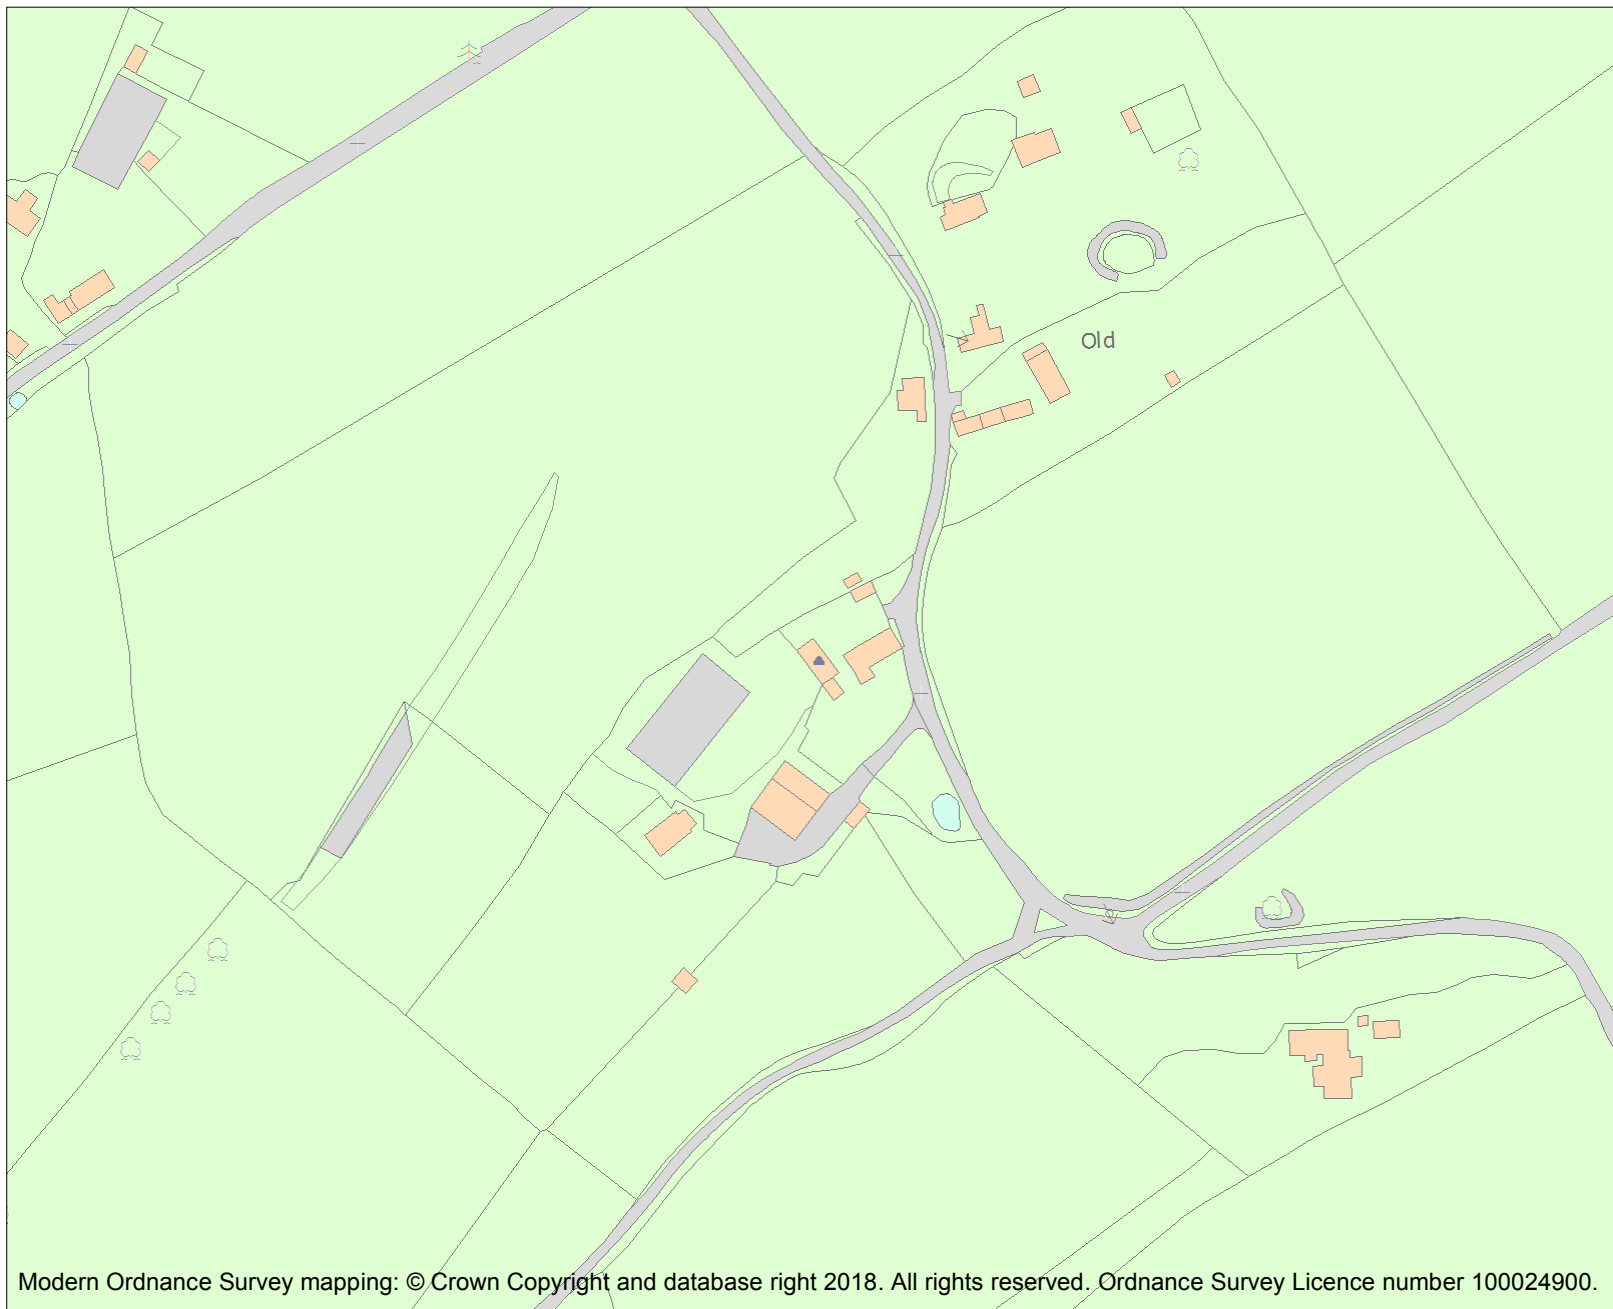 Old
Modern Ordnance Survey mapping: © Crown Copyright and database right 2018. All rights reserved. Ordnance Survey Licence number 100024900.